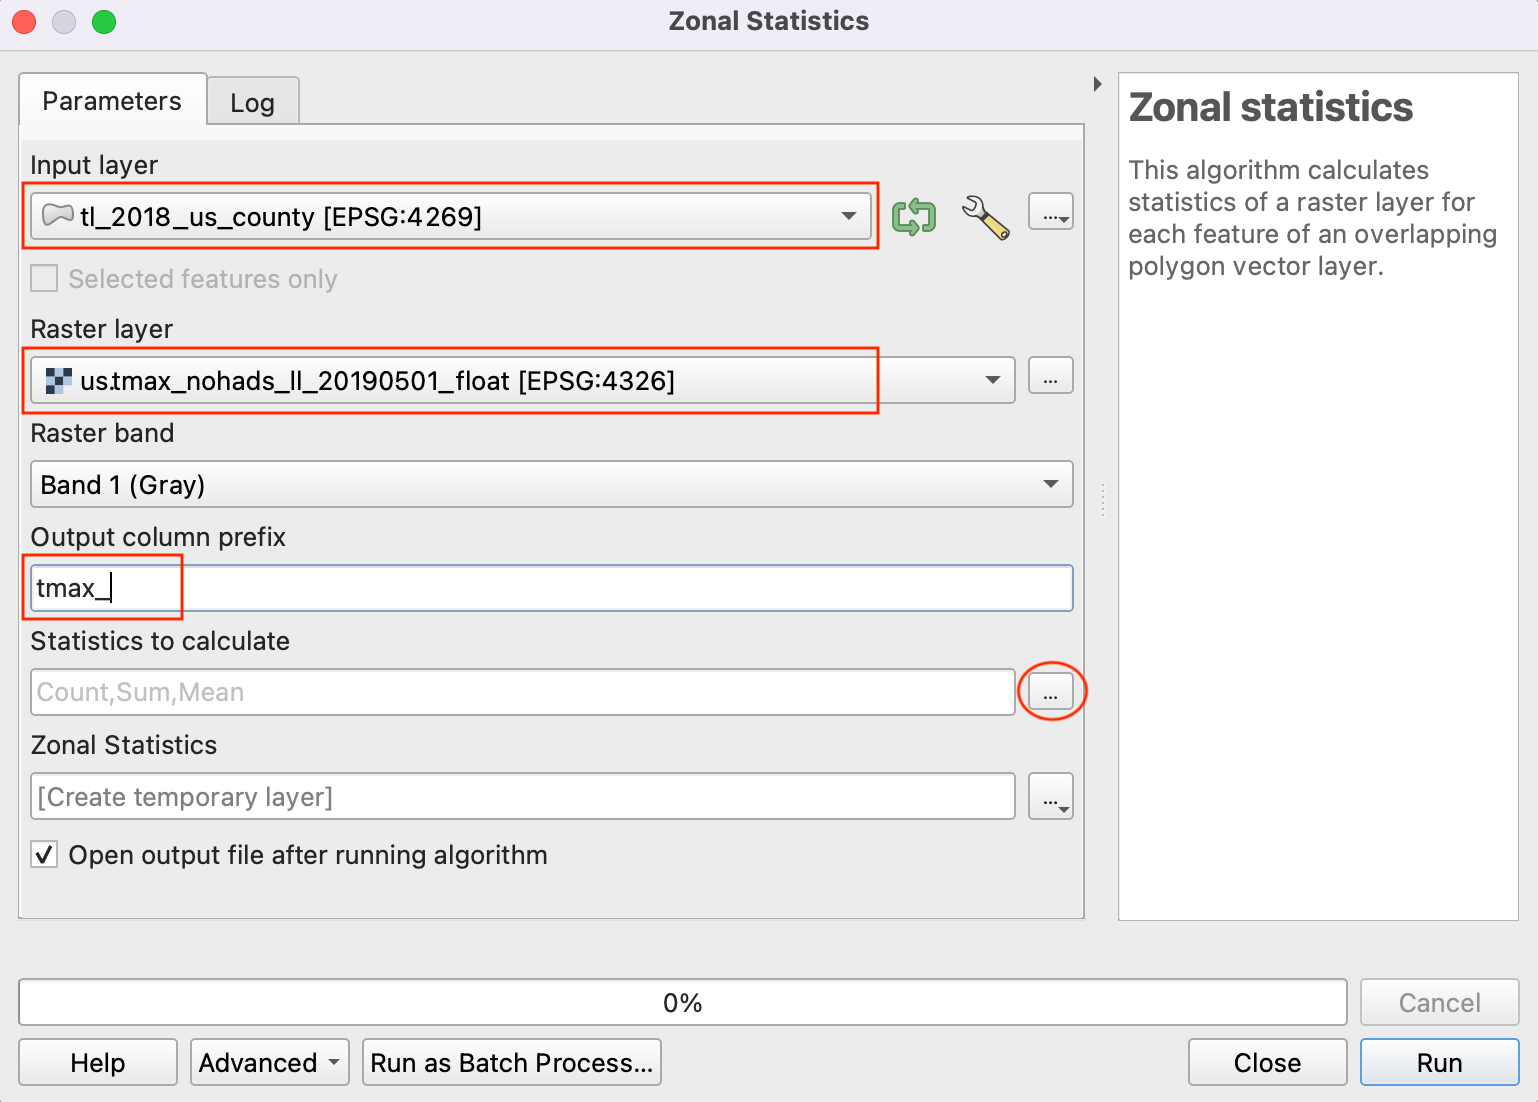 Zonal Statistics
Parameters
Log
Input layer
tl_2018_us_county [EPSG:4269]
...
Selected features only
Raster layer
us.tmax_nohads_ll_20190501_float [EPSG:4326]
...
Raster band
Band 1 (Gray)
Output column prefix
tmax_
Statistics to calculate
Count,Sum,Mean
...
Zonal Statistics
[Create temporary layer]
...
Open output file after running algorithm
Zonal statistics
This algorithm calculates
statistics of a raster layer for
each feature of an overlapping
polygon vector layer.
0%
Cancel
Help
Advanced
Run as Batch Process...
Close
Run